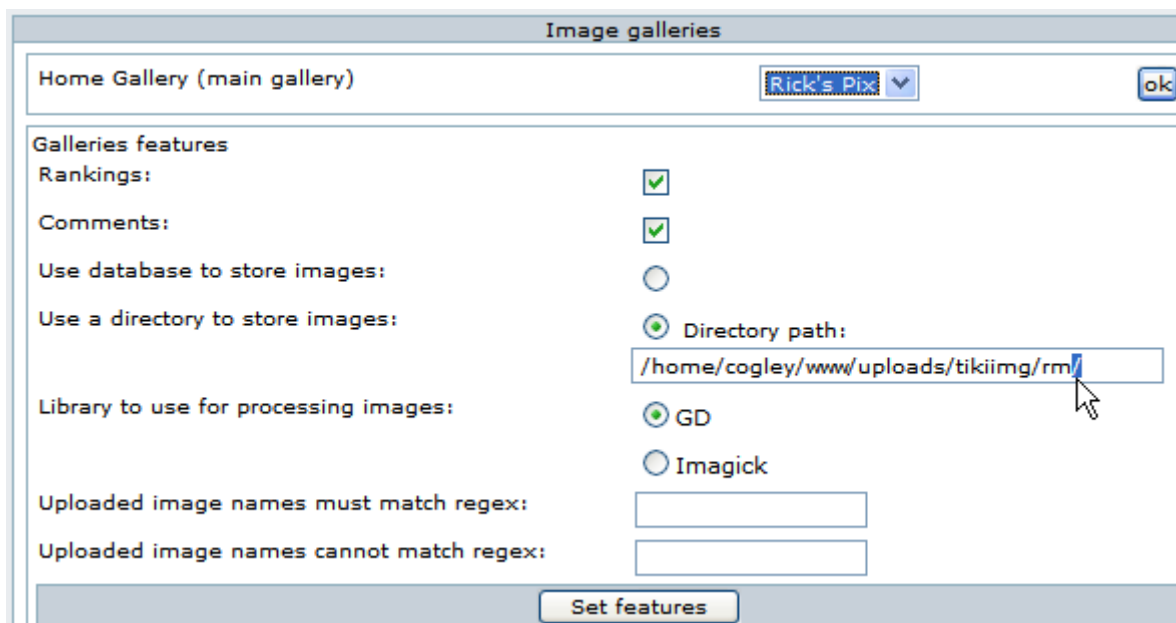 Image galleries
Home Gallery (main gallery) Rick's Pix ok
Galleries features
Rankings:
Comments:
Use database to store images:
Use a directory to store images: Directory path:
/home/cogley/www/uploads/tikiimg/rm/
Library to use for processing images: GD
Imagick
Uploaded image names must match regex:
Uploaded image names cannot match regex:
Set features